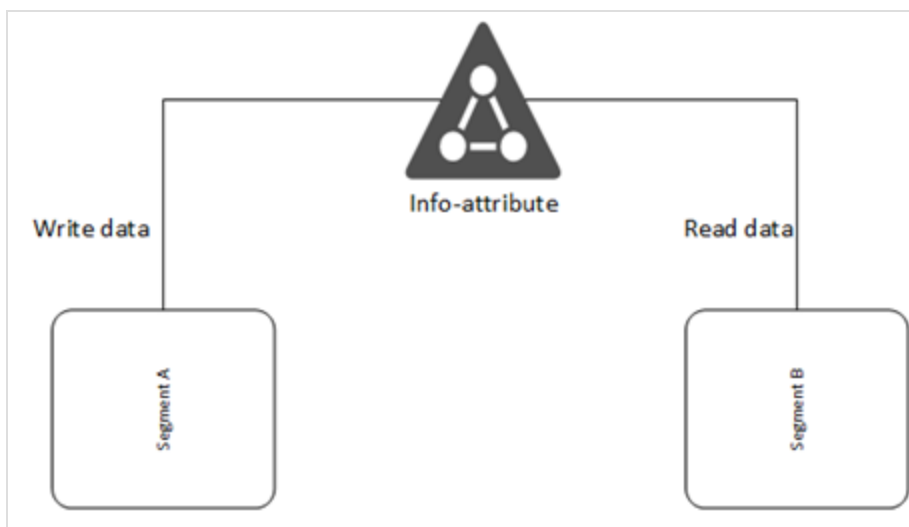 Info-attribute
Write data
Read data
Segment A
Segment B